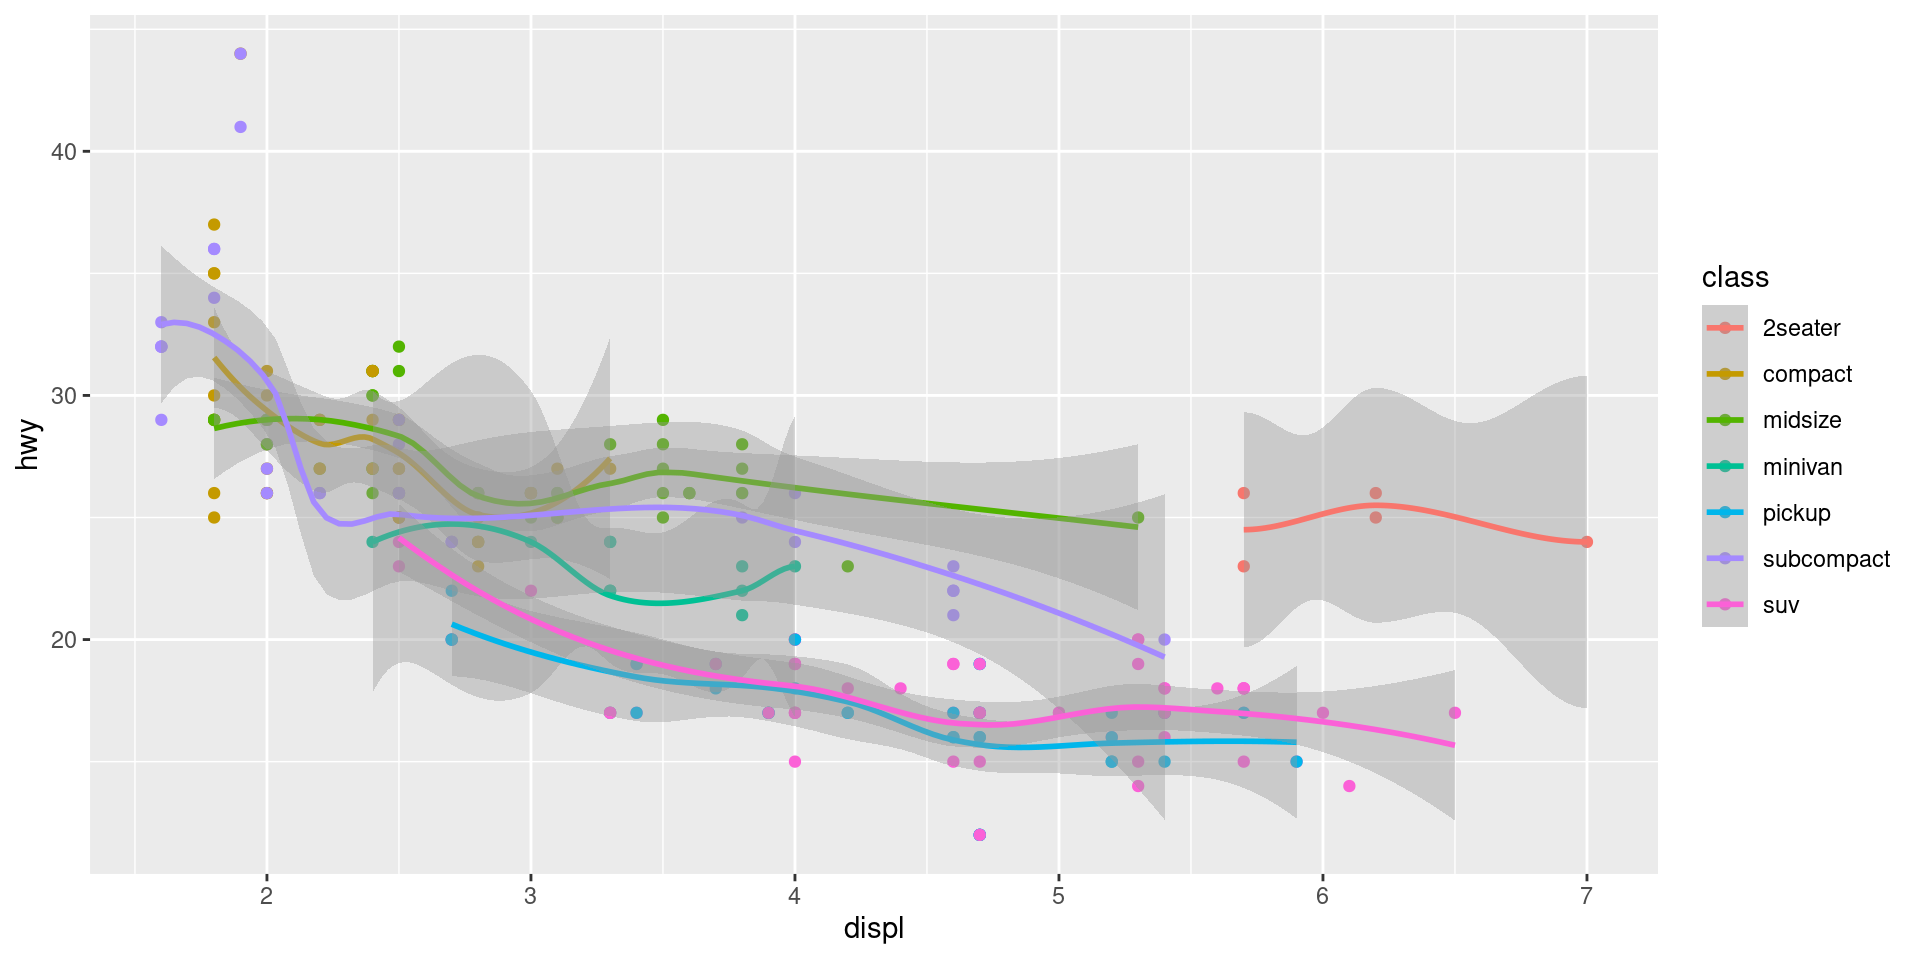 40
30
20
hwy
2 3 4 5 6 7
displ
class
2seater
compact
midsize
minivan
pickup
subcompact
suv